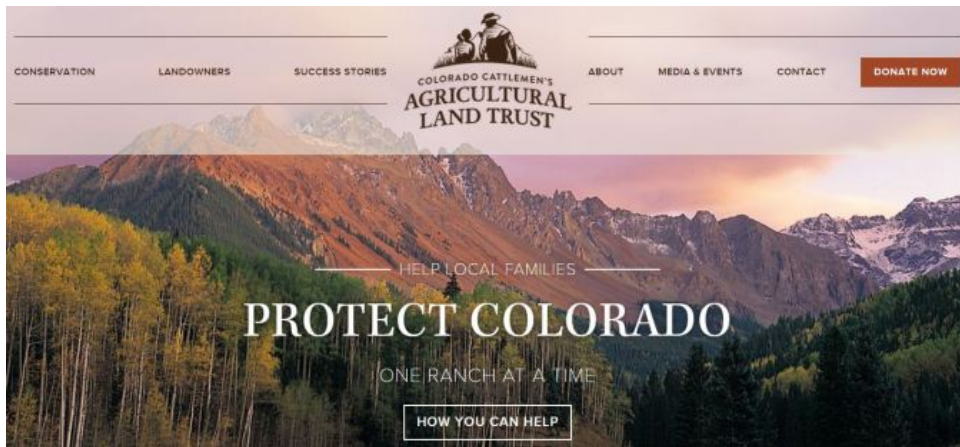 CONSERVATION
LANDOWNERS
SUCCESS STORIES
COLORADO CATTLEMEN'S
AGRICULTURAL
LAND TRUST
ABOUT
MEDIA & EVENTS
CONTACT
DONATE NOW
HELP LOCAL FAMILIES
PROTECT COLORADO
ONE RANCH AT A TIME
HOW YOU CAN HELP